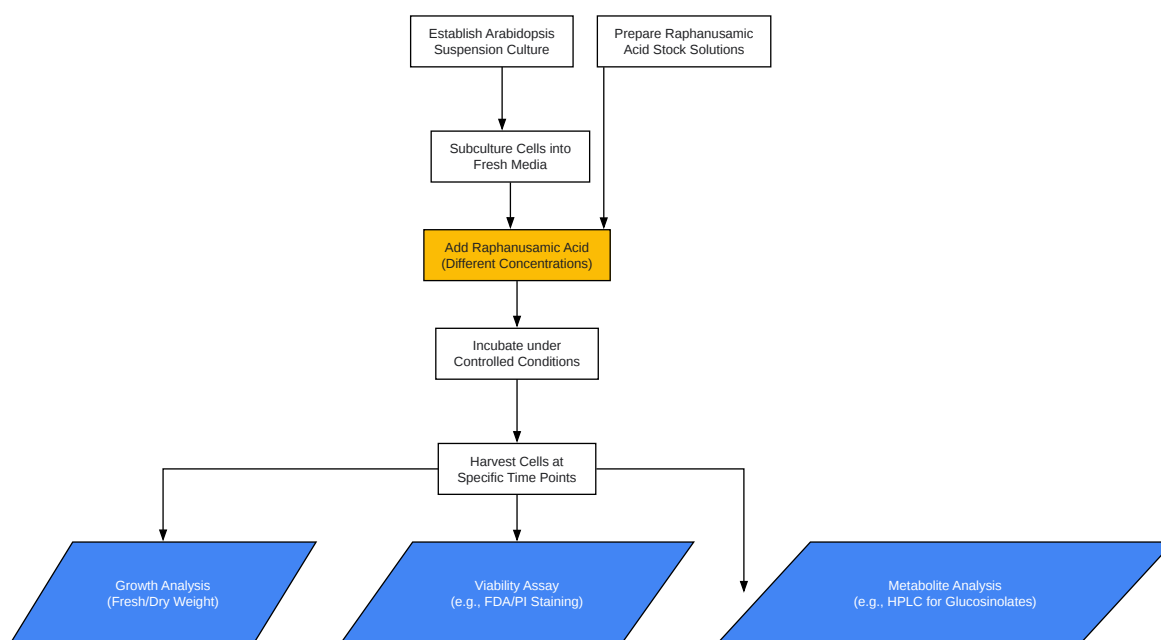 Establish Arabidopsis
Suspension Culture
Prepare Raphanusamic
Acid Stock Solutions
Subculture Cells into
Fresh Media
Add Raphanusamic Acid
(Different Concentrations)
Incubate under
Controlled Conditions
Harvest Cells at
Specific Time Points
Growth Analysis
(Fresh/Dry Weight)
Viability Assay
(e.g., FDA/PI Staining)
Metabolite Analysis
(e.g., HPLC for Glucosinolates)